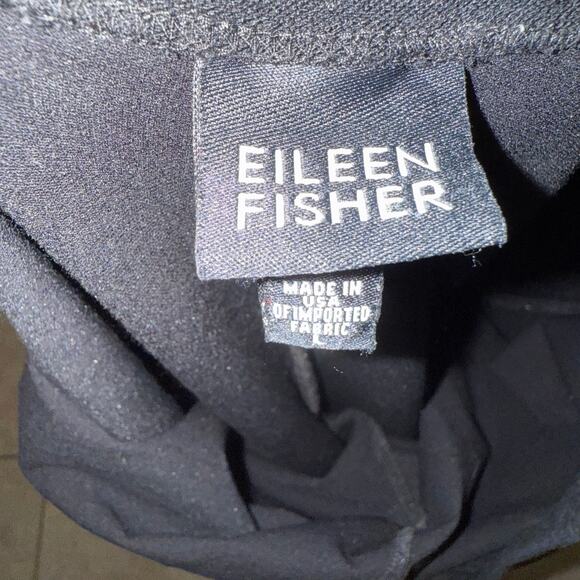 EILEEN
FISHER
MADE IN
USA
OF IMPORTED
FABRIC
L